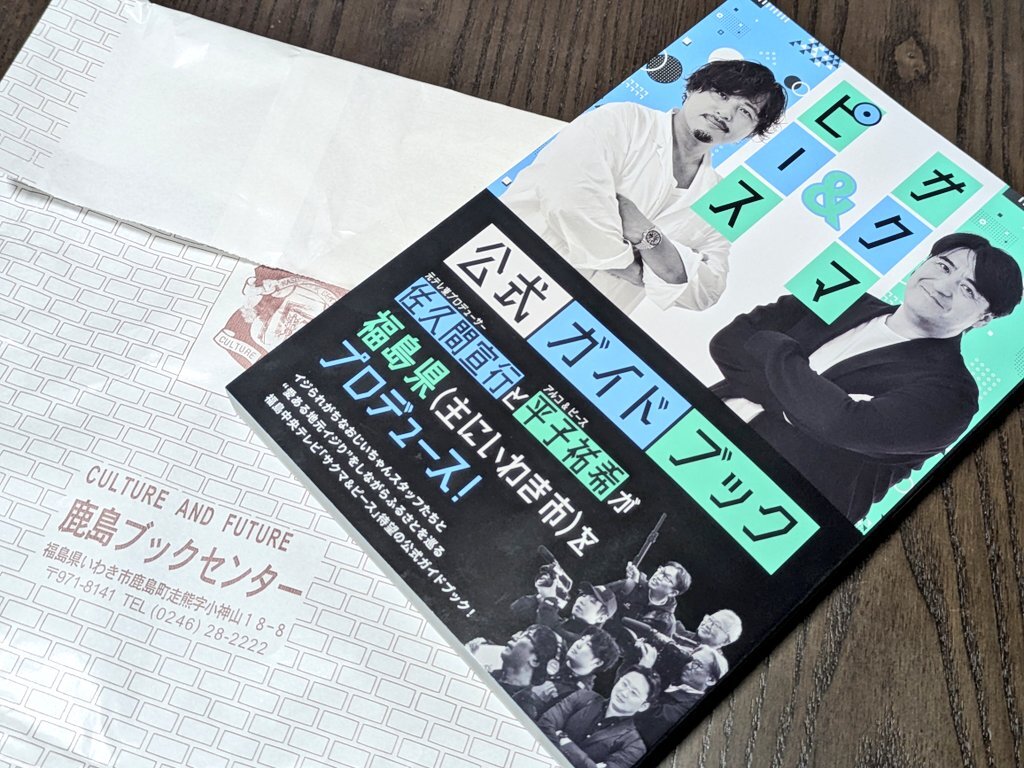 サクマ
&
ピース
公式ガイドブック
元テレ東プロデューサー
佐久間宣行と
アルコ&ピース
平子祐希が
福島県(主にいわき市)を
プロデュース!
イジられがちなおじいちゃんスタッフたちと
“愛ある地元イジり”をしながらふるさとを巡る
福島中央テレビ「サクマ&ピース」待望の公式ガイドブック!
CULTURE
CULTURE AND FUTURE
鹿島ブックセンター
福島県いわき市鹿島町走熊字小神山18-8
〒971-8141 TEL(0246)28-2222